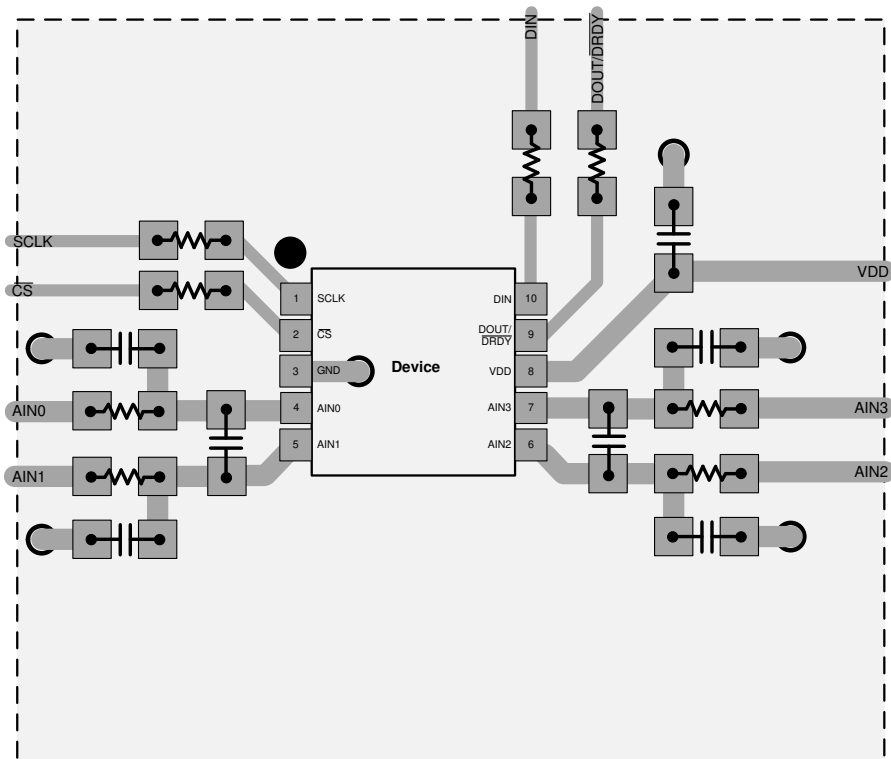 DIN
DOUT/DRDY
SCLK
CS
VDD
1 SCLK
DIN 10
2 CS
DOUT/
DRDY 9
3 GND
Device
VDD 8
AIN0
4 AIN0
AIN3 7
AIN3
AIN1
5 AIN1
AIN2 6
AIN2